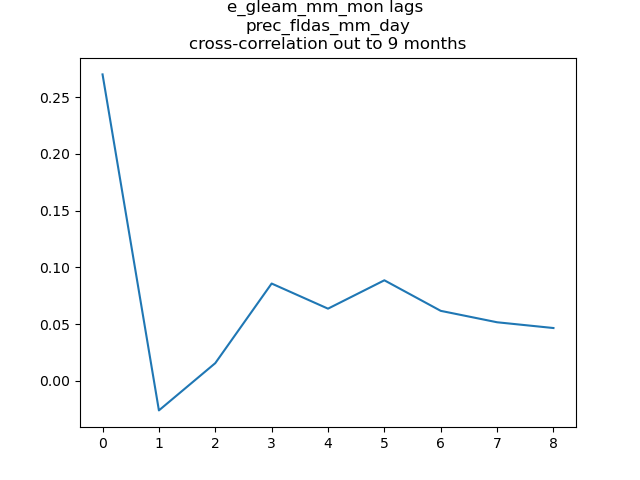 e_gleam_mm_mon lags
prec_fldas_mm_day
cross-correlation out to 9 months
0.25
0.20
0.15
0.10
0.05
0.00
0 1 2 3 4 5 6 7 8